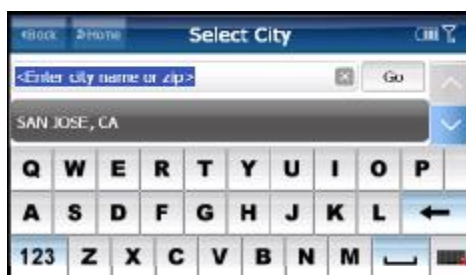 Back Home Select City
<Enter city name or zip> Go
SAN JOSE, CA
Q W E R T Y U I O P
A S D F G H J K L
123 Z X C V B N M